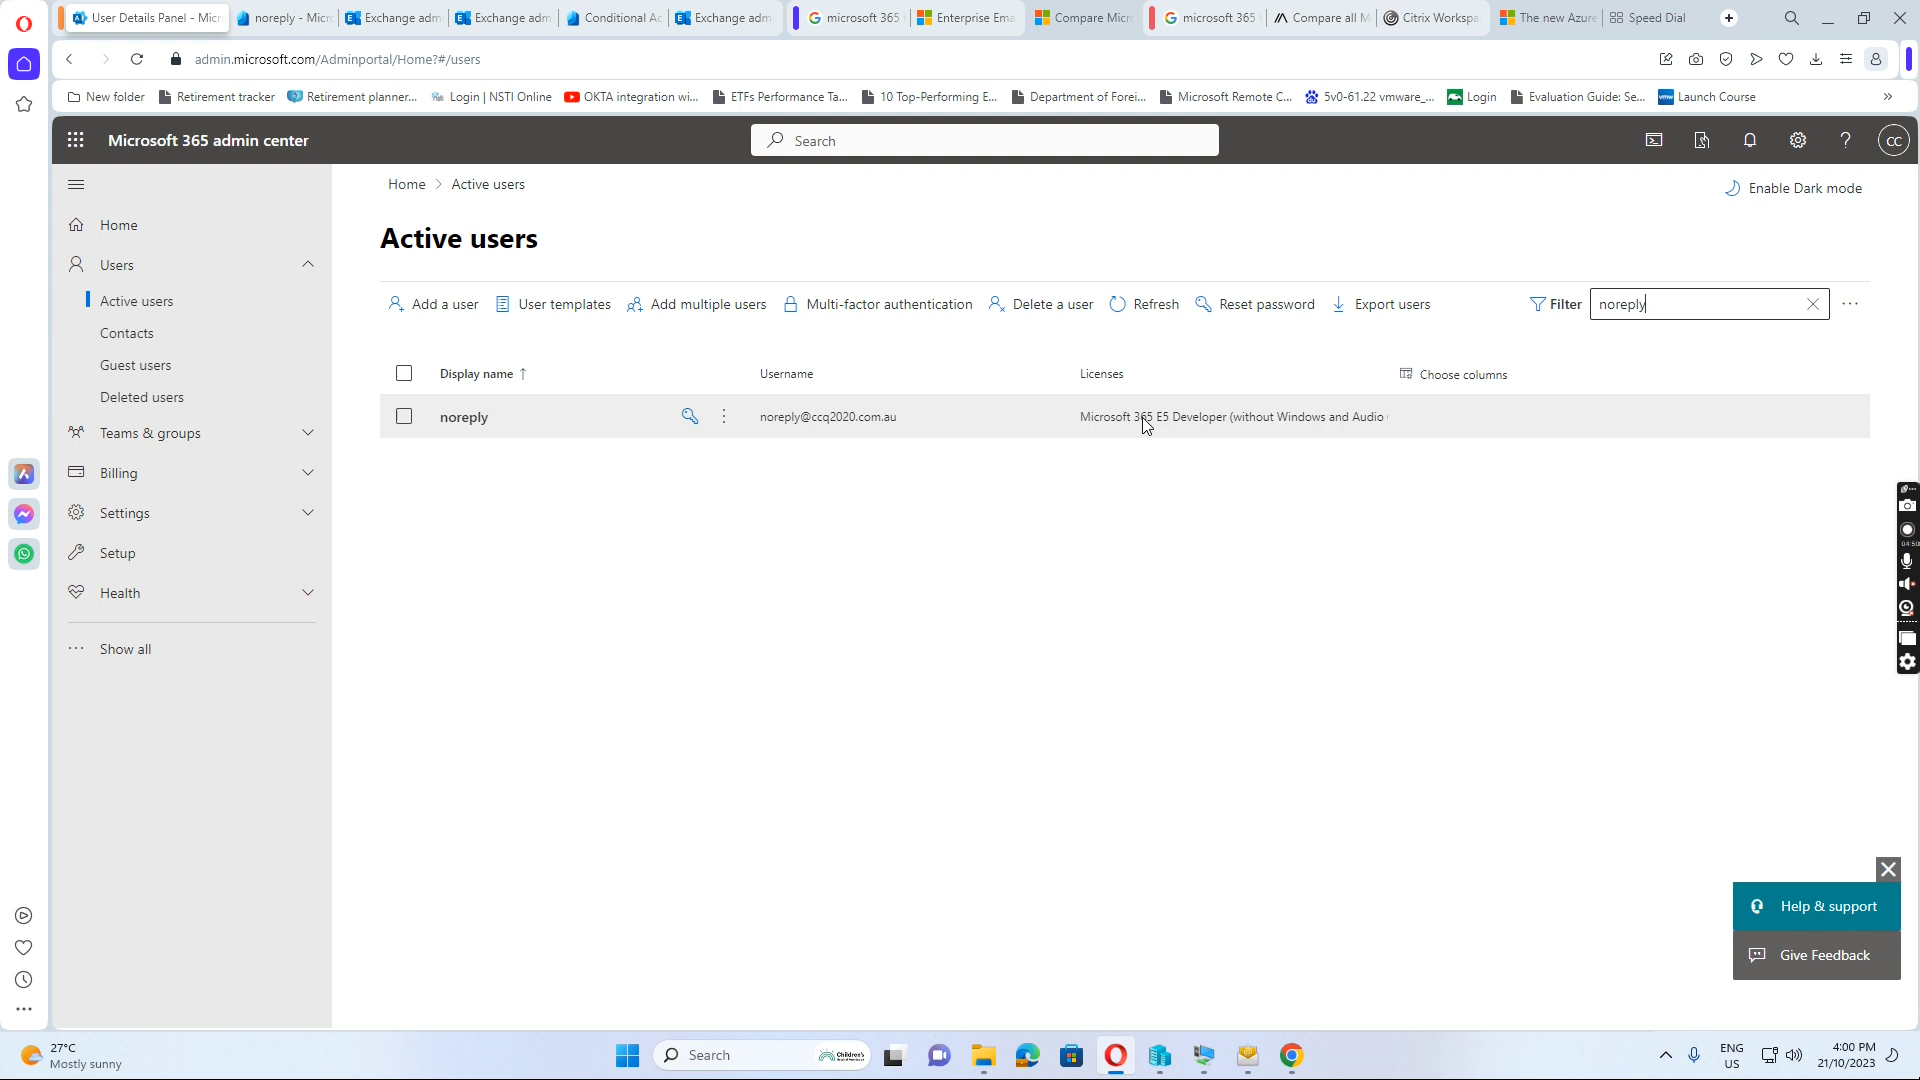 User Details Panel - Micr
noreply - Micr
Exchange adm
Exchange adm
Conditional Ac
Exchange adm
microsoft 365
Enterprise Ema
Compare Micr
microsoft 365
Compare all M
Citrix Workspa
The new Azure
Speed Dial
admin.microsoft.com/Adminportal/Home?#/users
New folder
Retirement tracker
Retirement planner...
Login | NSTI Online
OKTA integration wi...
ETFs Performance Ta...
10 Top-Performing E...
Department of Forei...
Microsoft Remote C...
5v0-61.22 vmware_...
Login
Evaluation Guide: Se...
Launch Course
Microsoft 365 admin center
Search
CC
Home
Users
Active users
Contacts
Guest users
Deleted users
Teams & groups
Billing
Settings
Setup
Health
Show all
Home > Active users
Enable Dark mode
Active users
Add a user
User templates
Add multiple users
Multi-factor authentication
Delete a user
Refresh
Reset password
Export users
Filter
noreply
Display name ↑
Username
Licenses
Choose columns
noreply
noreply@ccq2020.com.au
Microsoft 365 E5 Developer (without Windows and Audio
04:50
Help & support
Give Feedback
27°C
Mostly sunny
Search
Children's
ENG
US
4:00 PM
21/10/2023